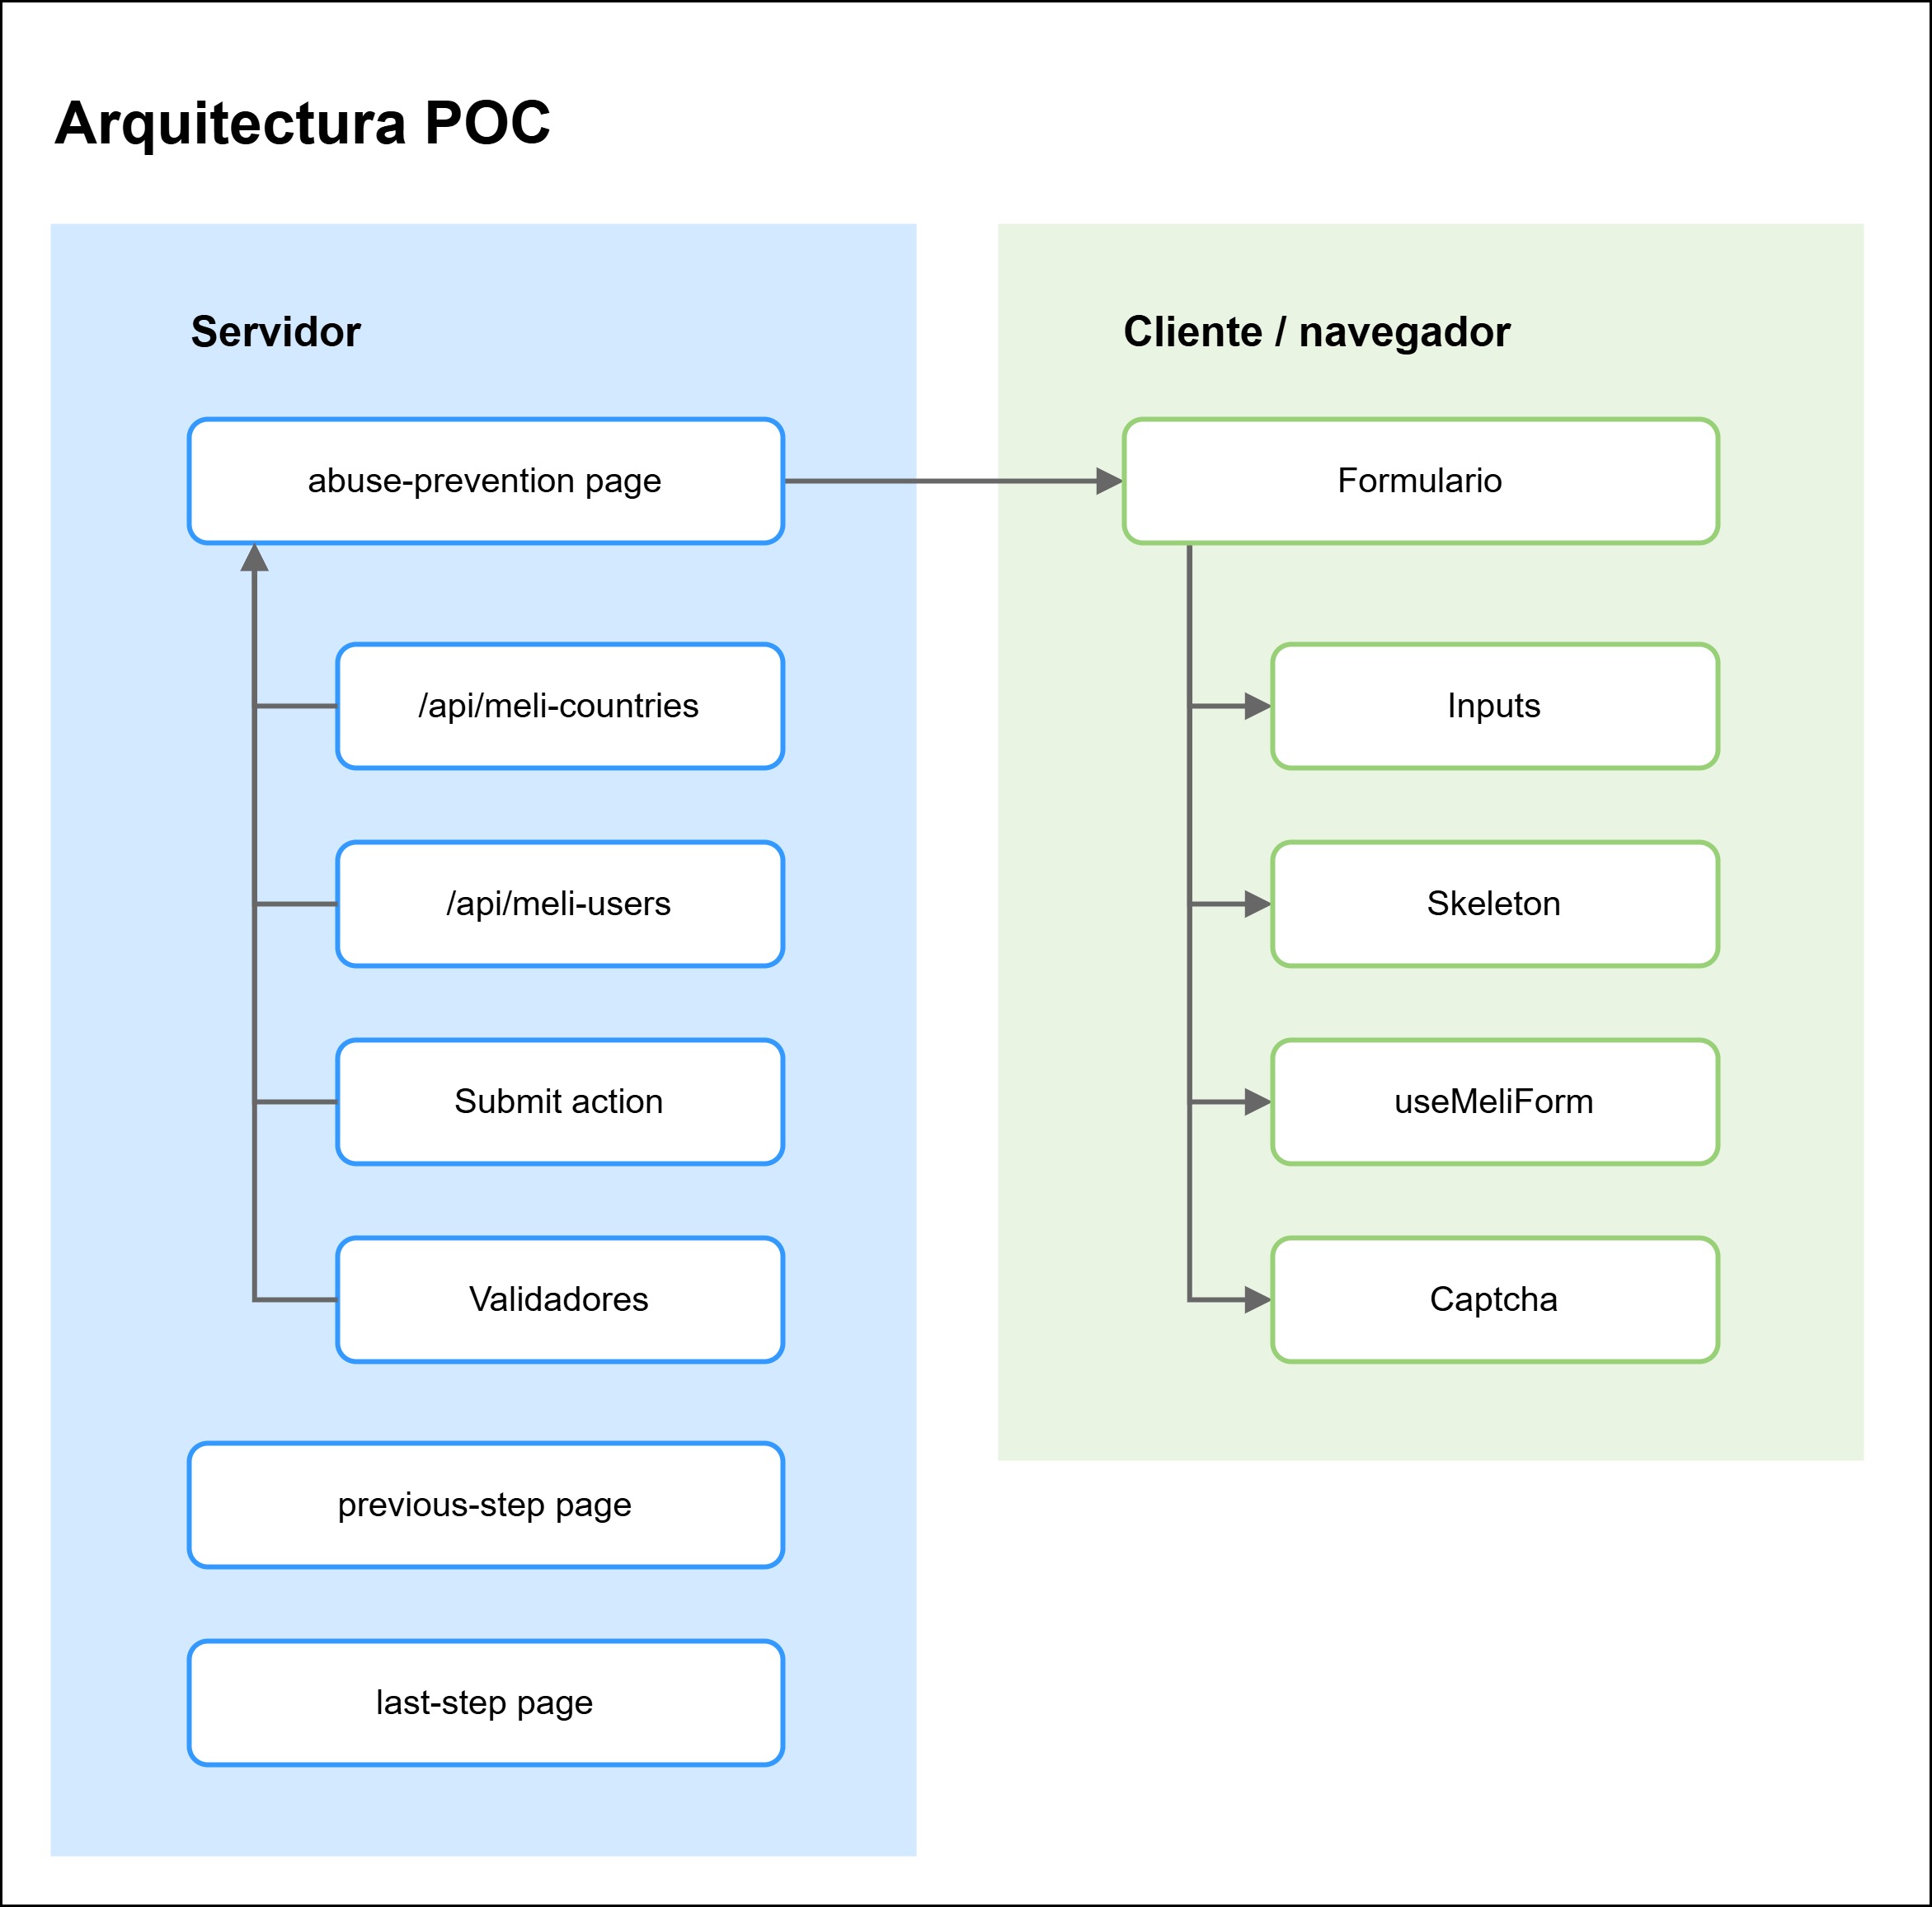 Arquitectura POC
Servidor
abuse-prevention page
/api/meli-countries
/api/meli-users
Submit action
Validadores
previous-step page
last-step page
Cliente / navegador
Formulario
Inputs
Skeleton
useMeliForm
Captcha